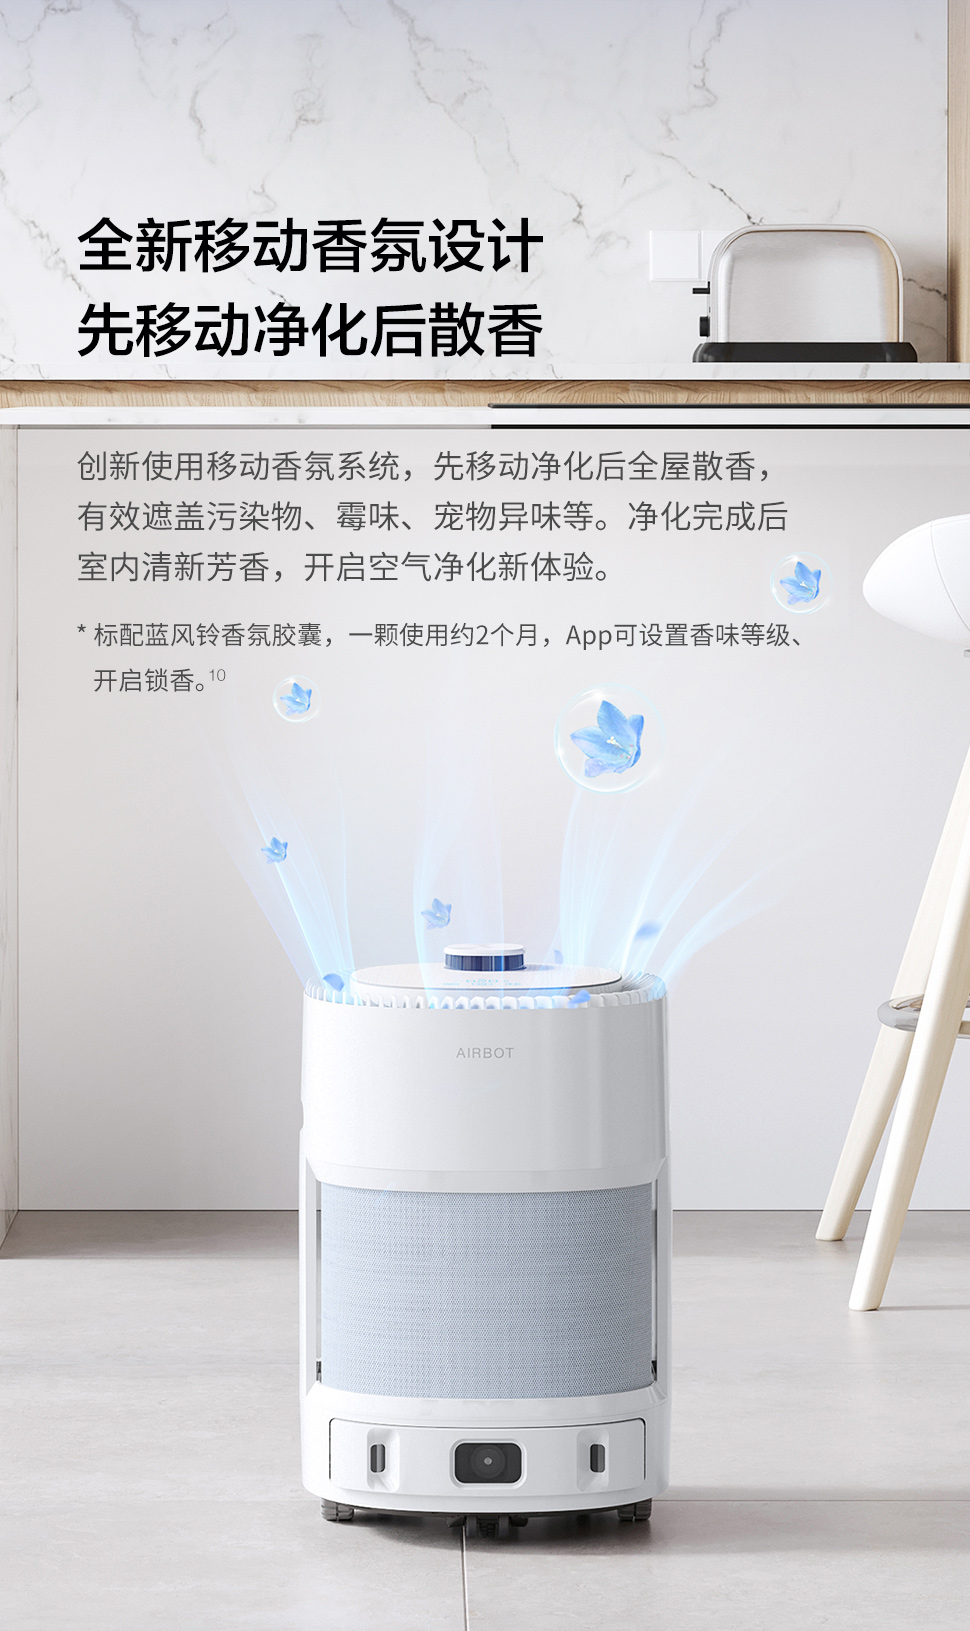 全新移动香氛设计
先移动净化后散香
创新使用移动香氛系统，先移动净化后全屋散香，
有效遮盖污染物、霉味、宠物异味等。净化完成后
室内清新芳香，开启空气净化新体验。
* 标配蓝风铃香氛胶囊，一颗使用约2个月，App可设置香味等级、
开启锁香。10
AIRBOT